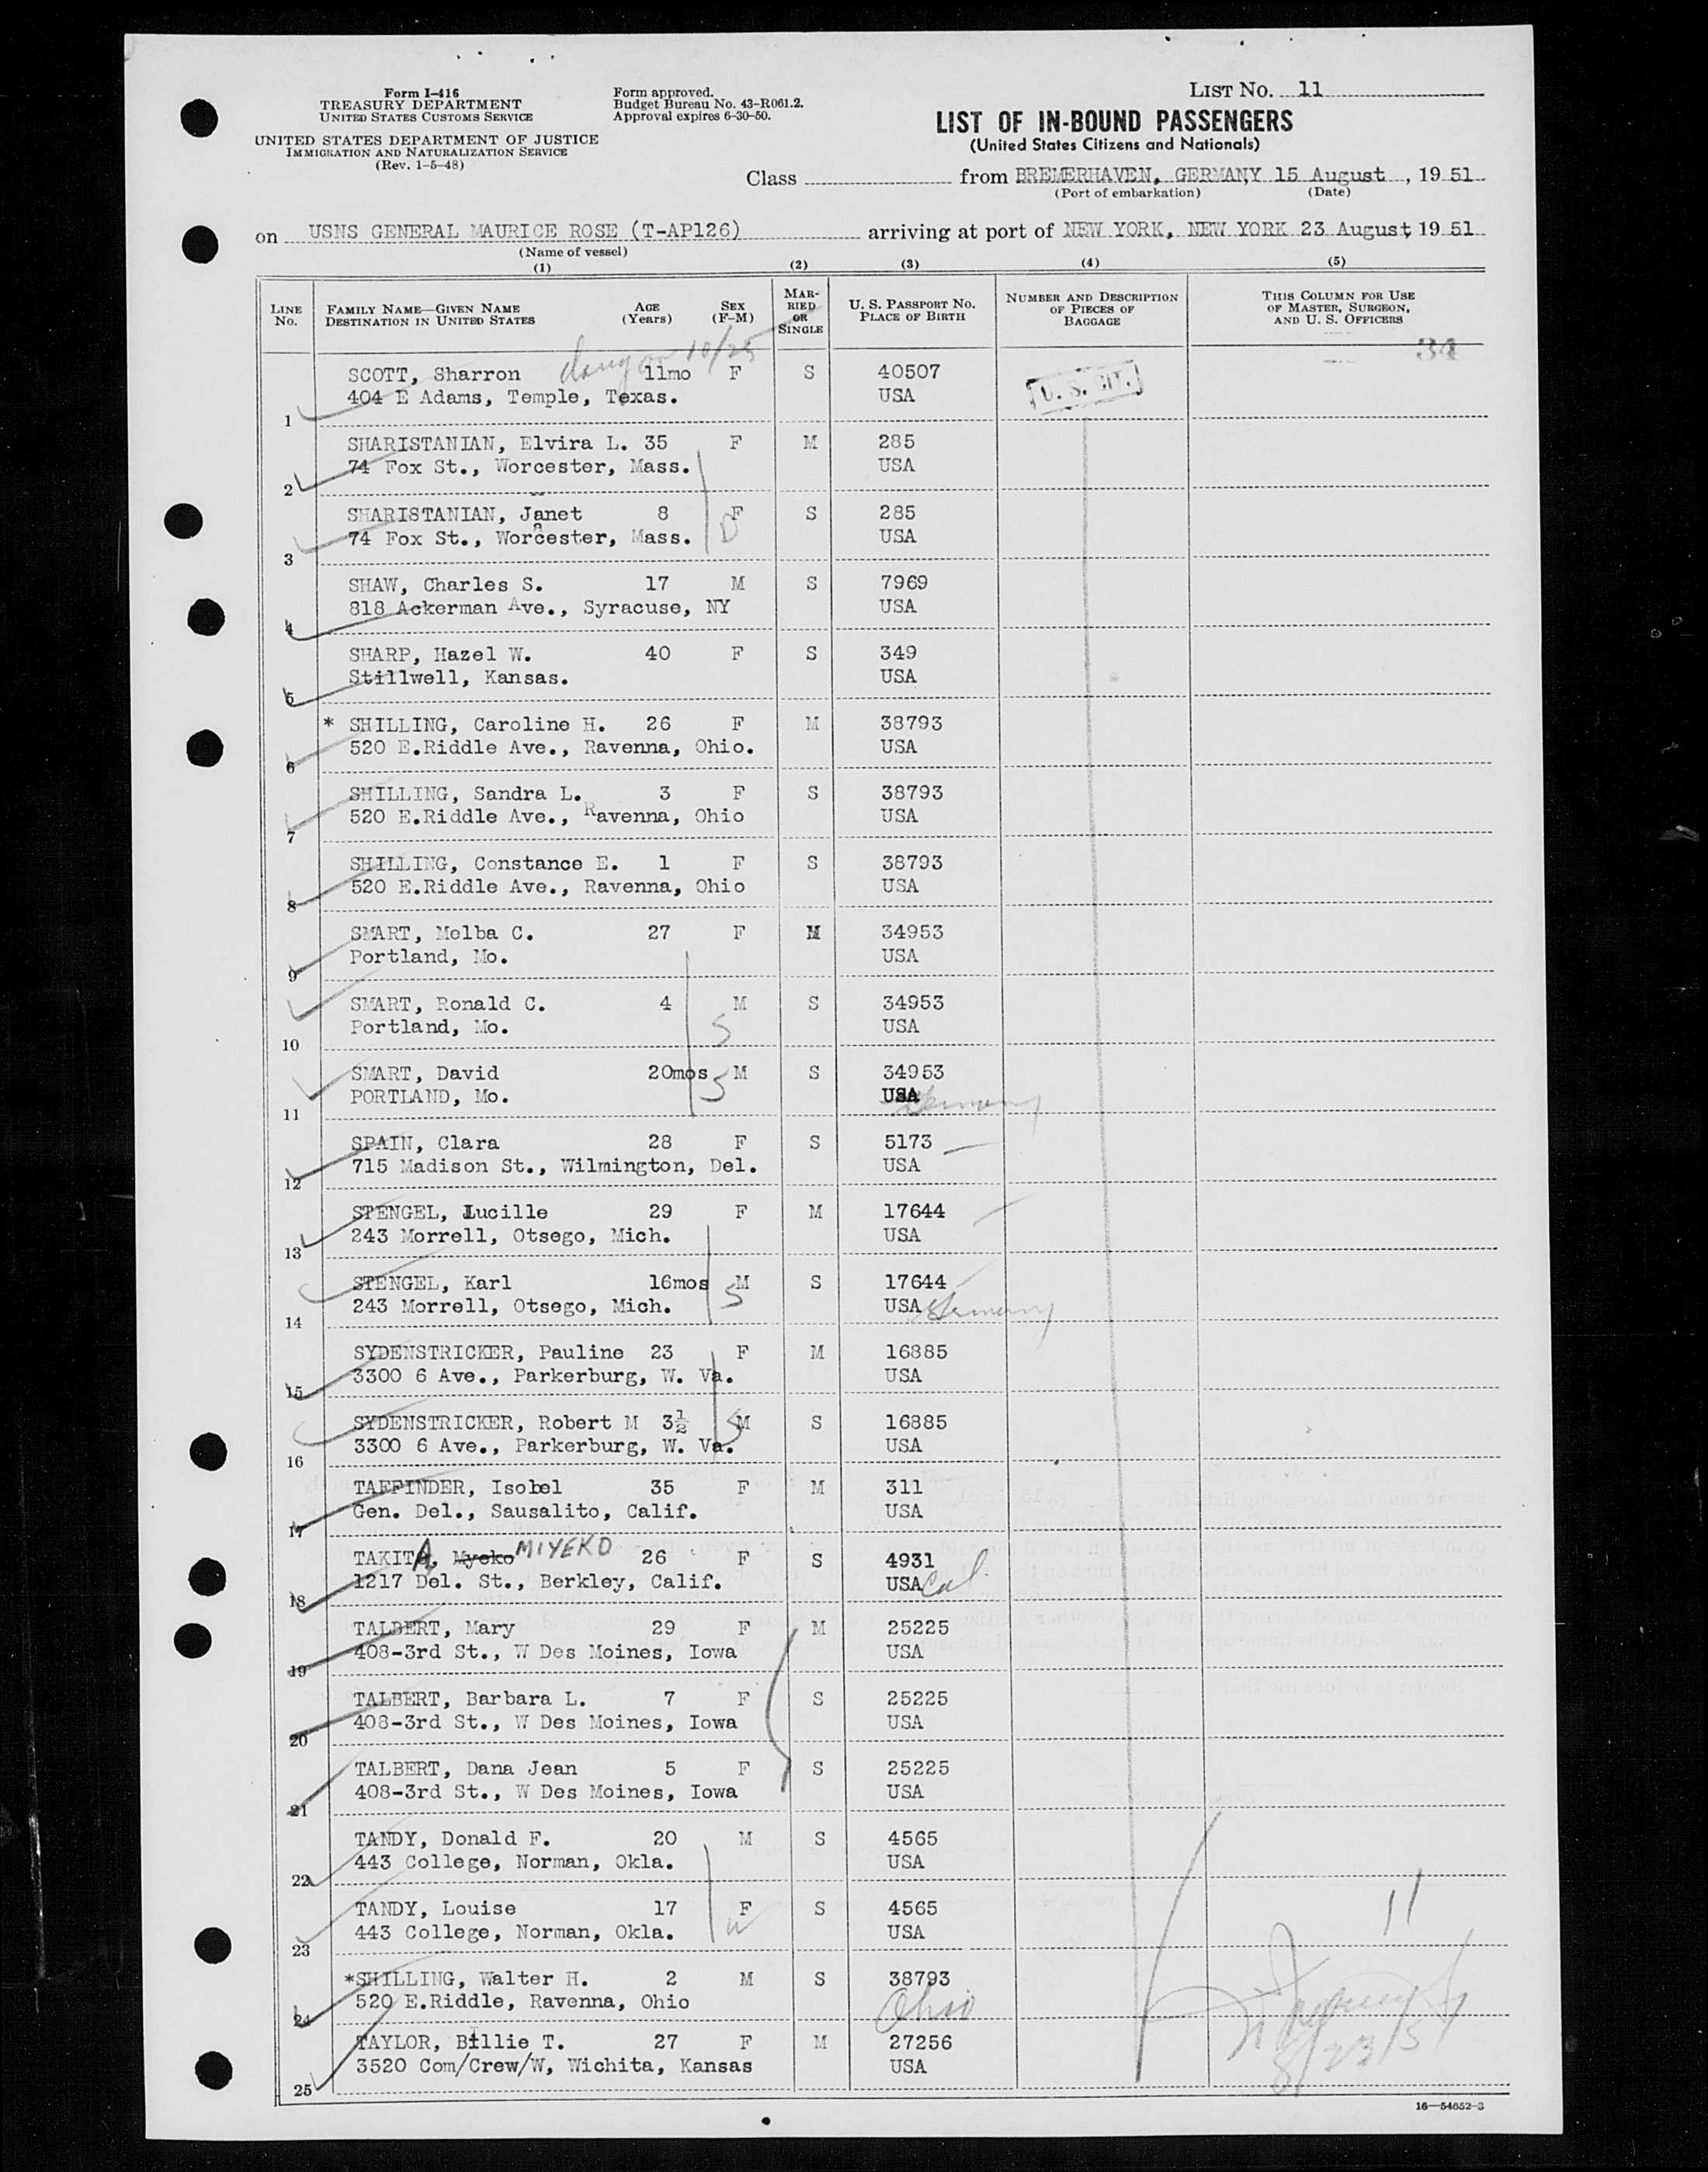 Form I-416
TREASURY DEPARTMENT
UNITED STATES CUSTOMS SERVICE
UNITED STATES DEPARTMENT OF JUSTICE
IMMIGRATION AND NATURALIZATION SERVICE
(Rev. 1-5-48)
Form approved.
Budget Bureau No. 43-R061.2.
Approval expires 6-30-50.
LIST NO. 11
LIST OF IN-BOUND PASSENGERS
(United States Citizens and Nationals)
Class from BREMERHAVEN, GERMANY 15 August, 1951
(Port of embarkation) (Date)
on USNS GENERAL MAURICE ROSE (T-AP126) arriving at port of NEW YORK, NEW YORK 23 August, 1951
(Name of vessel)
(1) (2) (3) (4) (5)
LINE No. FAMILY NAME—GIVEN NAME DESTINATION IN UNITED STATES AGE (Years) SEX (F-M) MARRIED OR SINGLE U. S. PASSPORT NO. PLACE OF BIRTH NUMBER AND DESCRIPTION OF PIECES OF BAGGAGE THIS COLUMN FOR USE OF MASTER, SURGEON, AND U. S. OFFICERS
34
10/25
SCOTT, Sharron 11mo F S 40507 U. S. CIT.
1 404 E Adams, Temple, Texas. USA
SHARISTANIAN, Elvira L. 35 F M 285
2 74 Fox St., Worcester, Mass. USA
SHARISTANIAN, Janet 8 F S 285
3 74 Fox St., Worcester, Mass. USA
SHAW, Charles S. 17 M S 7969
4 818 Ackerman Ave., Syracuse, NY USA
SHARP, Hazel W. 40 F S 349
5 Stillwell, Kansas. USA
* SHILLING, Caroline H. 26 F M 38793
6 520 E.Riddle Ave., Ravenna, Ohio. USA
SHILLING, Sandra L. 3 F S 38793
7 520 E.Riddle Ave., Ravenna, Ohio USA
SHILLING, Constance E. 1 F S 38793
8 520 E.Riddle Ave., Ravenna, Ohio USA
SMART, Melba C. 27 F M 34953
9 Portland, Mo. USA
SMART, Ronald C. 4 M S 34953
10 Portland, Mo. USA
SMART, David 20mos M S 34953
11 PORTLAND, Mo. USA Germany
SPAIN, Clara 28 F S 5173
12 715 Madison St., Wilmington, Del. USA
STENGEL, Lucille 29 F M 17644
13 243 Morrell, Otsego, Mich. USA
STENGEL, Karl 16mos M S 17644
14 243 Morrell, Otsego, Mich. USA Germany
SYDENSTRICKER, Pauline 23 F M 16885
15 3300 6 Ave., Parkerburg, W. Va. USA
SYDENSTRICKER, Robert M 3½ M S 16885
16 3300 6 Ave., Parkerburg, W. Va. USA
TAFFINDER, Isobel 35 F M 311
17 Gen. Del., Sausalito, Calif. USA
TAKITA, Myeko MIYEKO 26 F S 4931
18 1217 Del. St., Berkley, Calif. USA Cal.
TALBERT, Mary 29 F M 25225
19 408-3rd St., W Des Moines, Iowa USA
TALBERT, Barbara L. 7 F S 25225
20 408-3rd St., W Des Moines, Iowa USA
TALBERT, Dana Jean 5 F S 25225
21 408-3rd St., W Des Moines, Iowa USA
TANDY, Donald F. 20 M S 4565
22 443 College, Norman, Okla. USA
TANDY, Louise 17 F S 4565
23 443 College, Norman, Okla. USA
*SHILLING, Walter H. 2 M S 38793
24 520 E.Riddle, Ravenna, Ohio Ohio
TAYLOR, Billie T. 27 F M 27256
25 3520 Com/Crew/W, Wichita, Kansas USA
11
8/23/51
16—54652-3